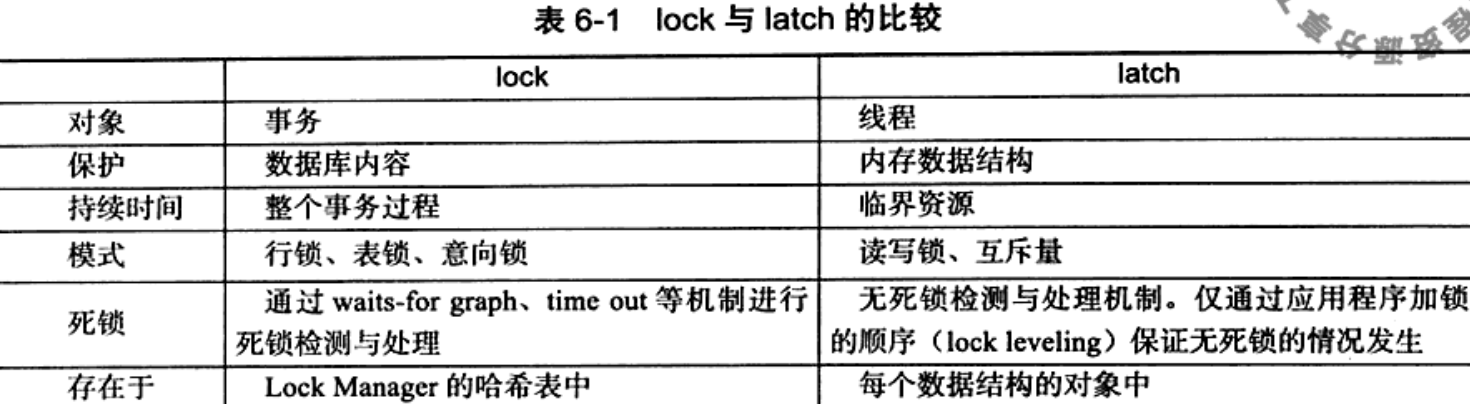 表 6-1 lock 与 latch 的比较
lock latch
对象 事务 线程
保护 数据库内容 内存数据结构
持续时间 整个事务过程 临界资源
模式 行锁、表锁、意向锁 读写锁、互斥量
死锁 通过 waits-for graph、time out 等机制进行 无死锁检测与处理机制。仅通过应用程序加锁
死锁检测与处理 的顺序（lock leveling）保证无死锁的情况发生
存在于 Lock Manager 的哈希表中 每个数据结构的对象中
程资源分享